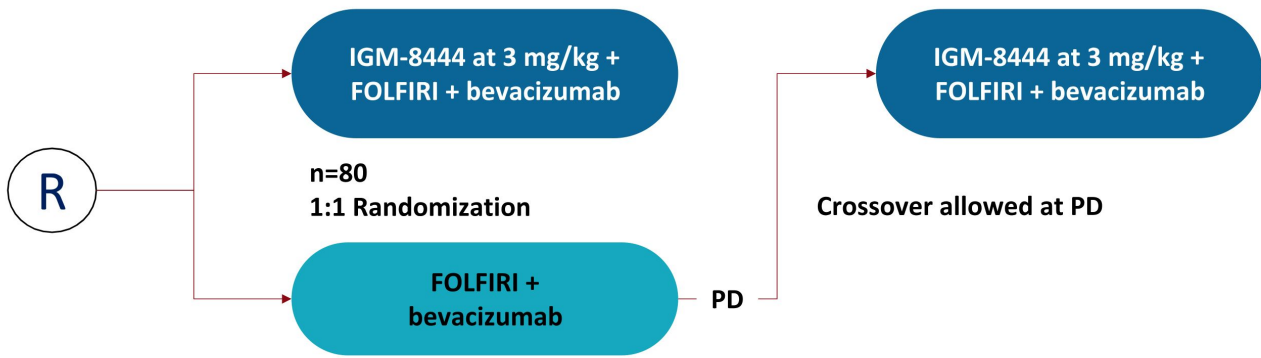 R
IGM-8444 at 3 mg/kg +
FOLFIRI + bevacizumab
n=80
1:1 Randomization
FOLFIRI +
bevacizumab
PD
IGM-8444 at 3 mg/kg +
FOLFIRI + bevacizumab
Crossover allowed at PD